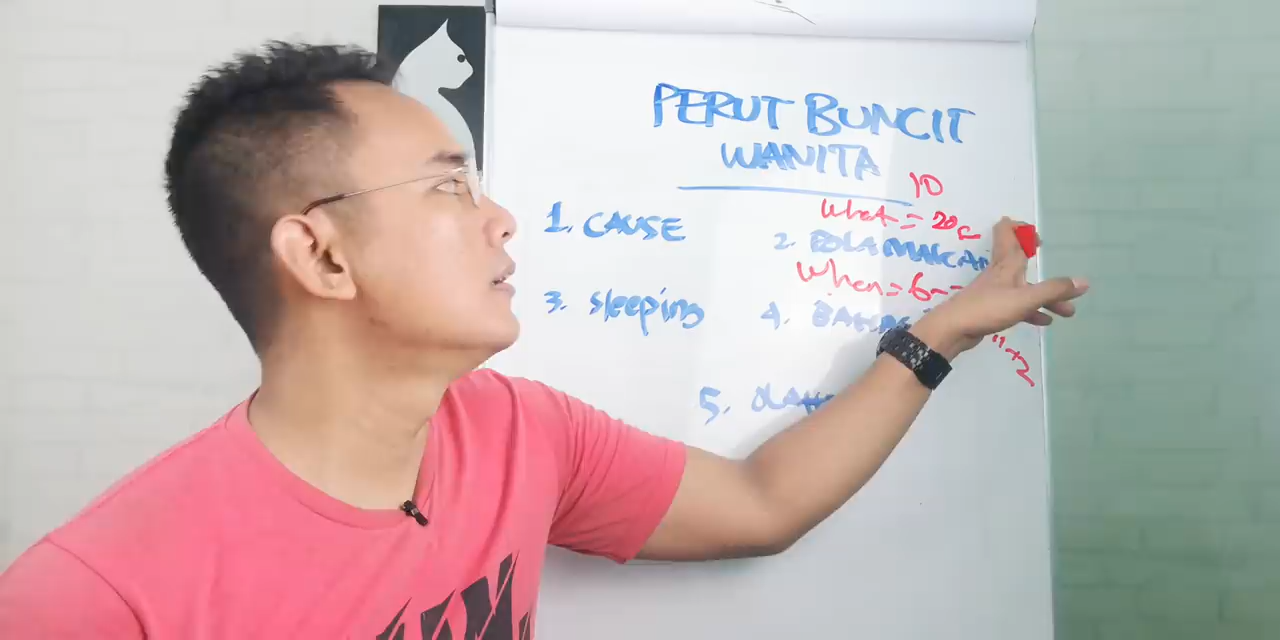 PERUT BUNCIT
WANITA
10
1. CAUSE
What = 20
2. POLA MAKAN
When = 6-
3. sleeping
4.
5.